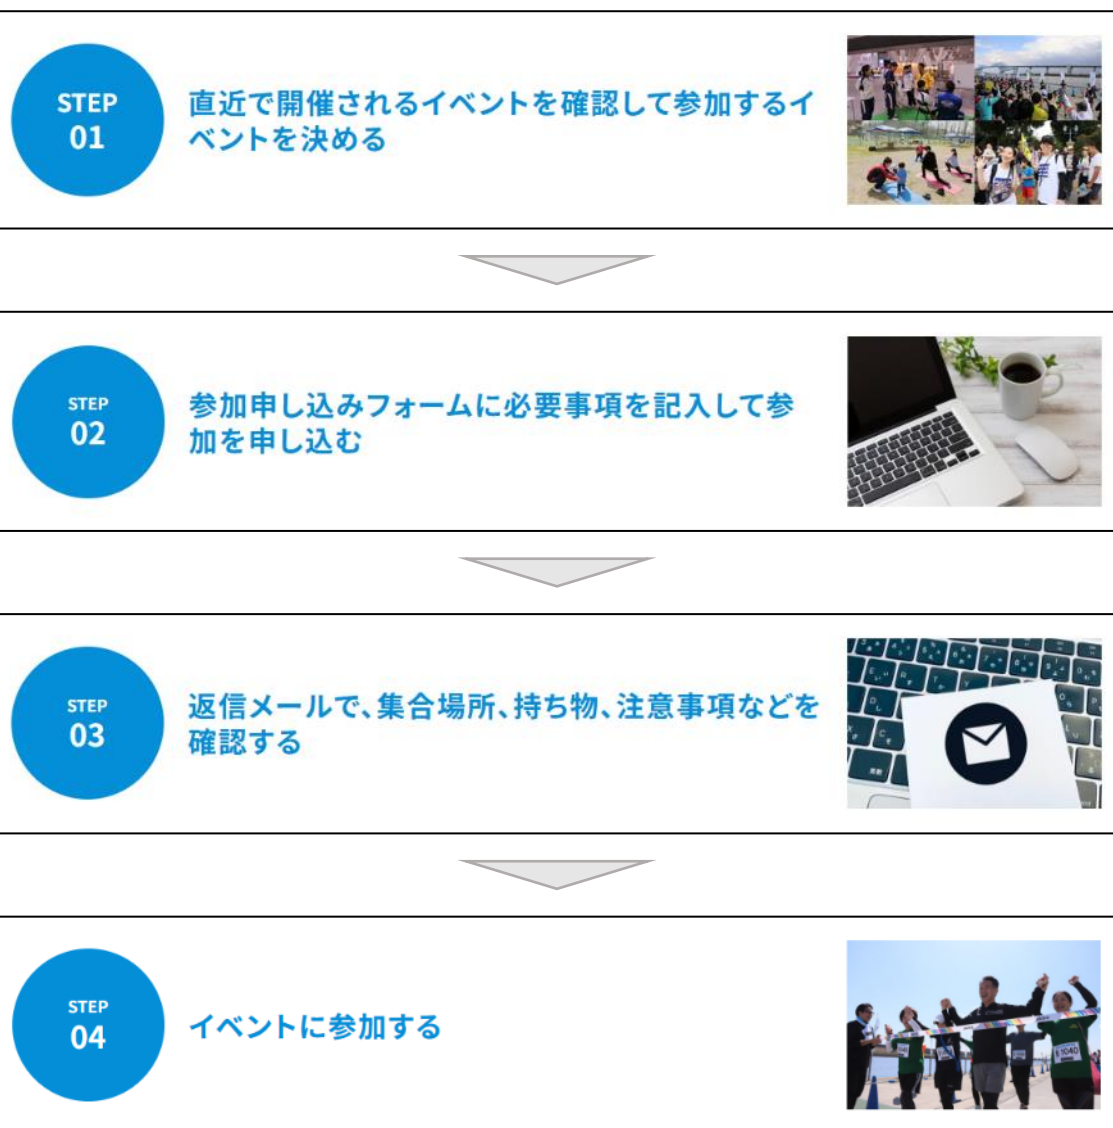 STEP
01
直近で開催されるイベントを確認して参加するイ
ベントを決める
STEP
02
参加申し込みフォームに必要事項を記入して参
加を申し込む
STEP
03
返信メールで、集合場所、持ち物、注意事項などを
確認する
STEP
04
イベントに参加する
1040